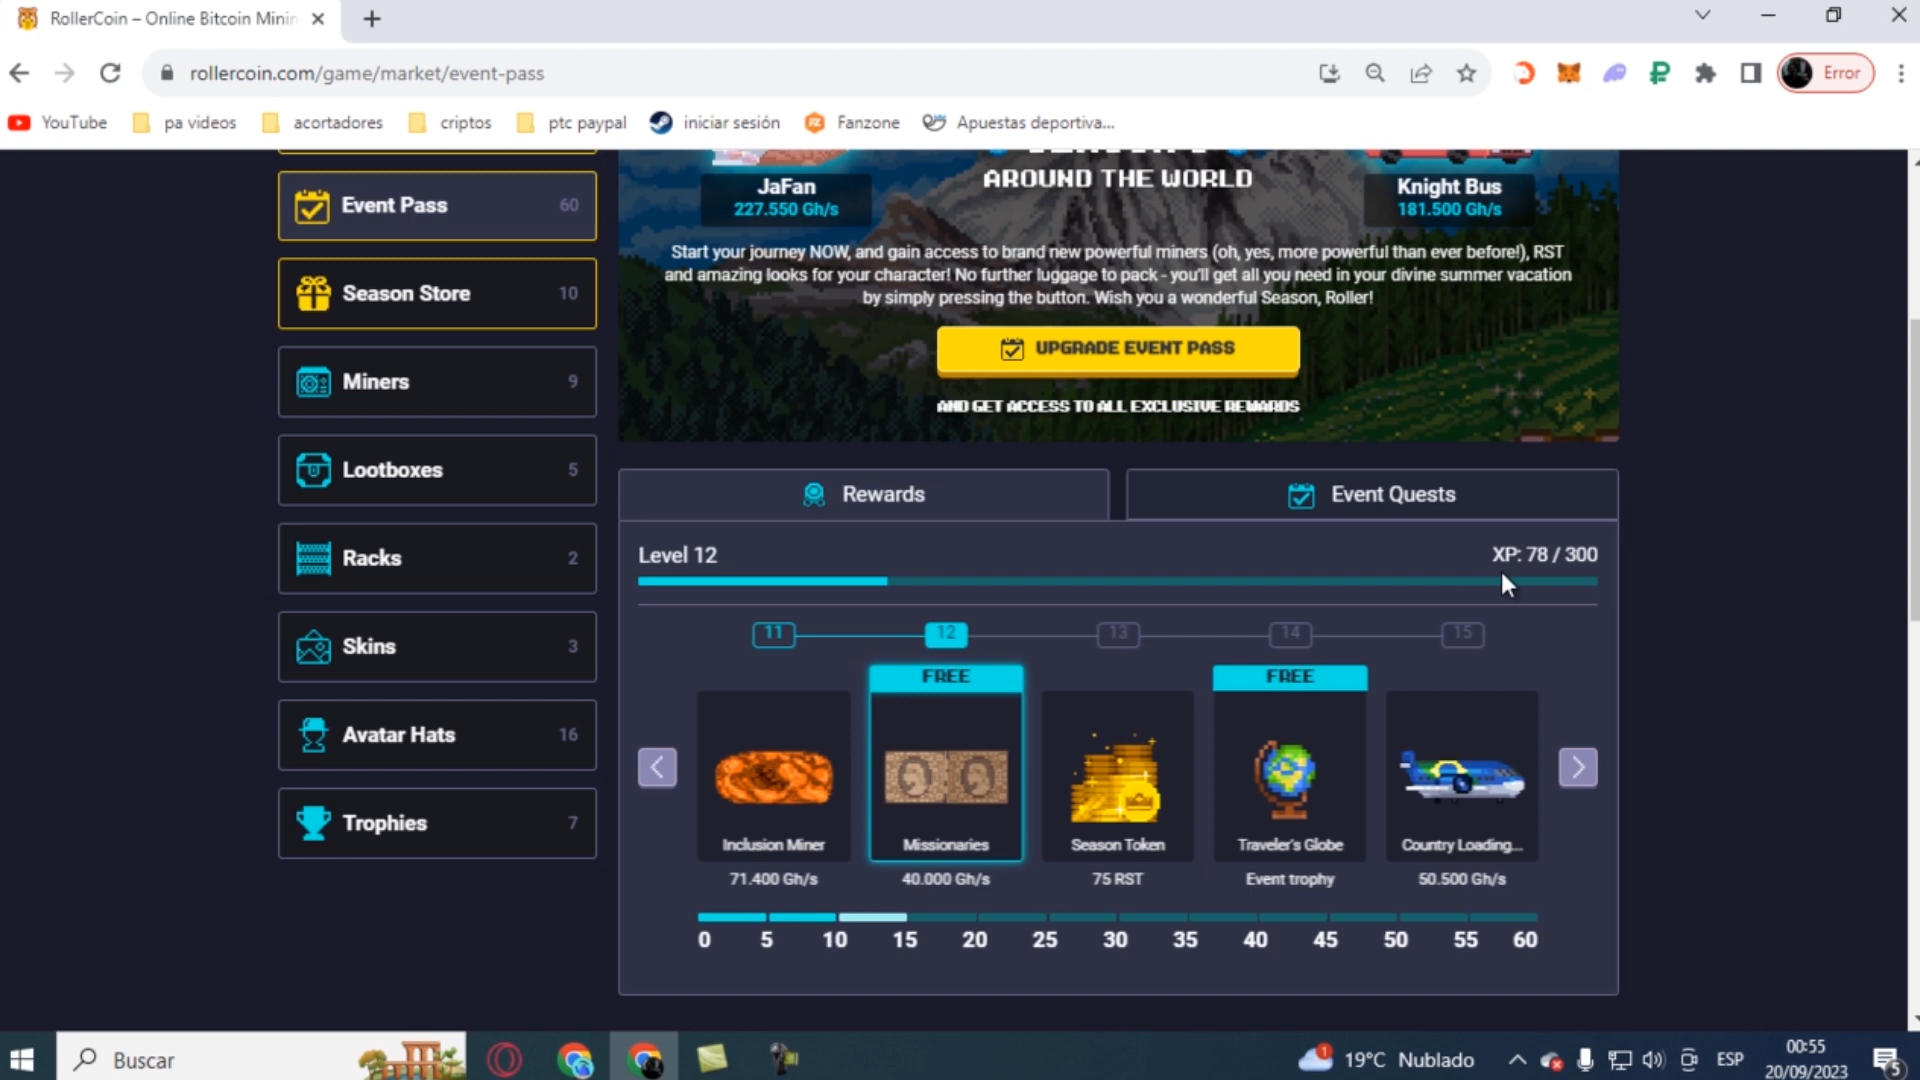 RollerCoin – Online Bitcoin Minin
rollercoin.com/game/market/event-pass
Error
YouTube
pa videos
acortadores
criptos
ptc paypal
iniciar sesión
Fanzone
Apuestas deportiva...
Event Pass 60
Season Store 10
Miners 9
Lootboxes 5
Racks 2
Skins 3
Avatar Hats 16
Trophies 7
AROUND THE WORLD
JaFan
227.550 Gh/s
Knight Bus
181.500 Gh/s
Start your journey NOW, and gain access to brand new powerful miners (oh, yes, more powerful than ever before!), RST
and amazing looks for your character! No further luggage to pack - you'll get all you need in your divine summer vacation
by simply pressing the button. Wish you a wonderful Season, Roller!
UPGRADE EVENT PASS
AND GET ACCESS TO ALL EXCLUSIVE REWARDS
Rewards
Event Quests
Level 12
XP: 78 / 300
11 12 13 14 15
FREE FREE
Inclusion Miner
71.400 Gh/s
Missionaries
40.000 Gh/s
Season Token
75 RST
Traveler's Globe
Event trophy
Country Loading...
50.500 Gh/s
0 5 10 15 20 25 30 35 40 45 50 55 60
Buscar
1
19°C Nublado
ESP
00:55
20/09/2023
5